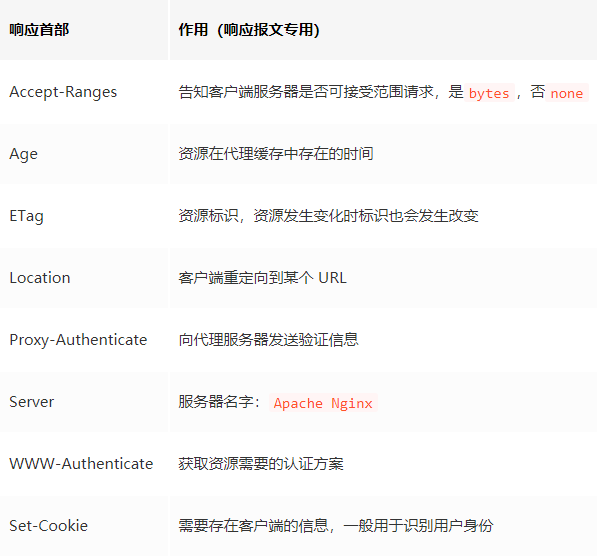 响应首部 作用（响应报文专用）
Accept-Ranges 告知客户端服务器是否可接受范围请求，是 bytes ，否 none
Age 资源在代理缓存中存在的时间
ETag 资源标识，资源发生变化时标识也会发生改变
Location 客户端重定向到某个 URL
Proxy-Authenticate 向代理服务器发送验证信息
Server 服务器名字： Apache Nginx
WWW-Authenticate 获取资源需要的认证方案
Set-Cookie 需要存在客户端的信息，一般用于识别用户身份